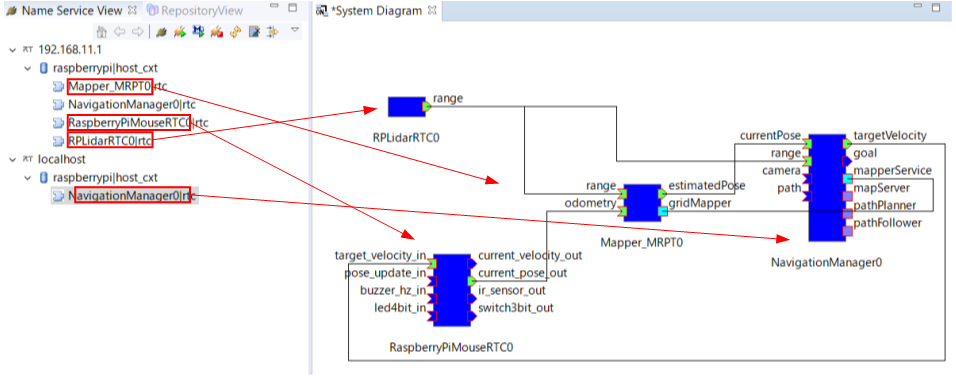 Name Service View
RepositoryView
192.168.11.1
raspberrypi|host_cxt
Mapper_MRPT0|rtc
NavigationManager0|rtc
RaspberryPiMouseRTC0|rtc
RPLidarRTC0|rtc
localhost
raspberrypi|host_cxt
NavigationManager0|rtc
*System Diagram
range
RPLidarRTC0
currentPose
range
camera
path
targetVelocity
goal
mapperService
mapServer
pathPlanner
pathFollower
NavigationManager0
range
odometry
estimatedPose
gridMapper
Mapper_MRPT0
target_velocity_in
pose_update_in
buzzer_hz_in
led4bit_in
current_velocity_out
current_pose_out
ir_sensor_out
switch3bit_out
RaspberryPiMouseRTC0